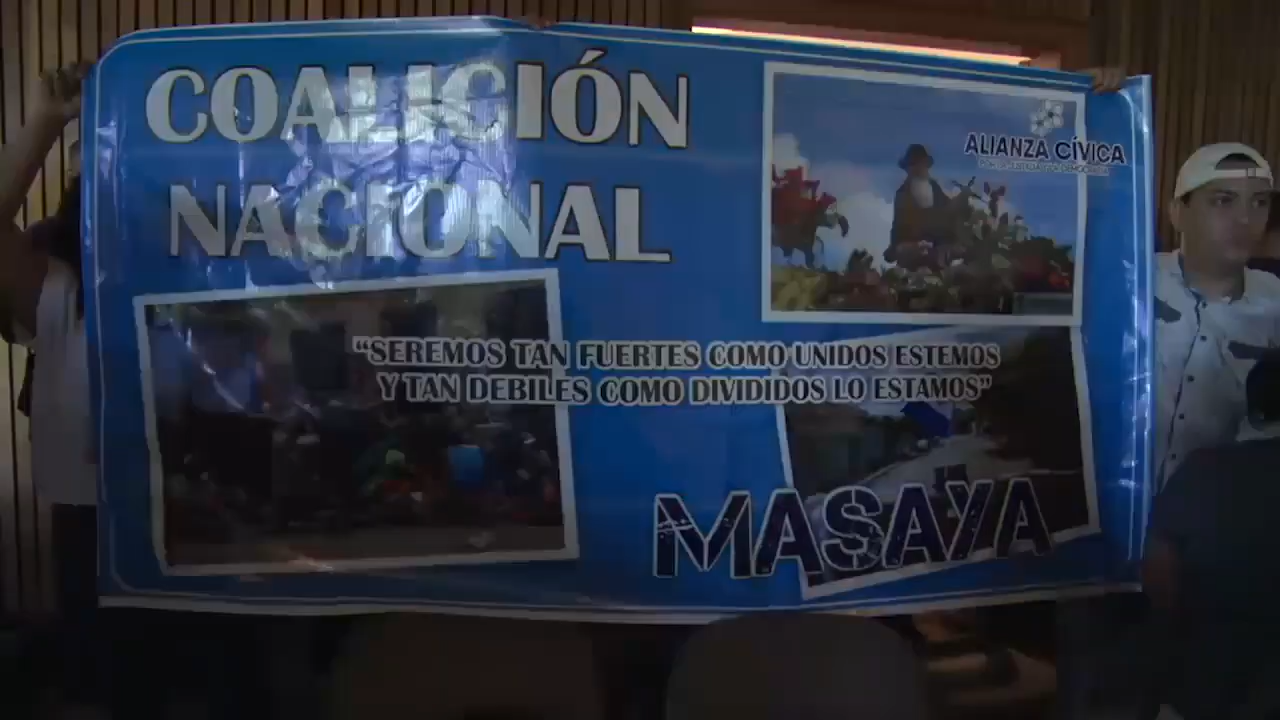 COALICIÓN
NACIONAL
ALIANZA CÍVICA
"SEREMOS TAN FUERTES COMO UNIDOS ESTEMOS
Y TAN DEBILES COMO DIVIDIDOS LO ESTAMOS"
MASAYA